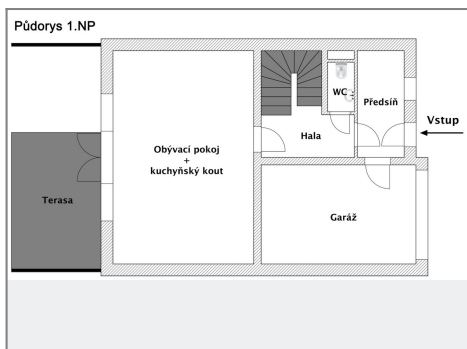 Půdorys 1.NP
WC
Předsíň
Vstup
Hala
Obývací pokoj
+
kuchyňský kout
Terasa
Garáž